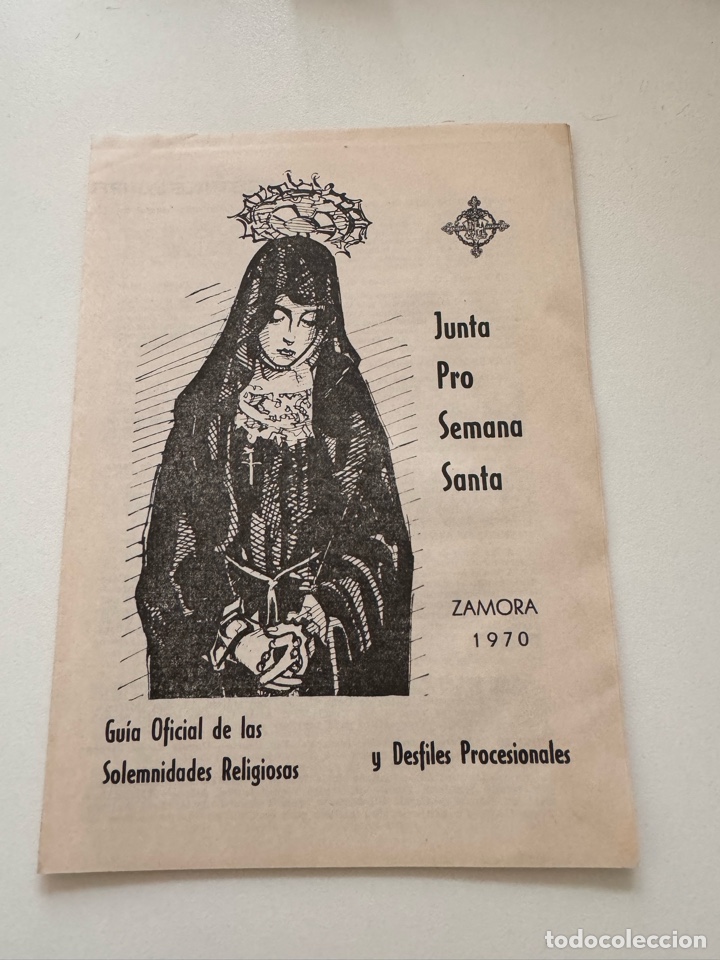 Junta
Pro
Semana
Santa
ZAMORA
1970
Guía Oficial de las
Solemnidades Religiosas
y Desfiles Procesionales
todocoleccion